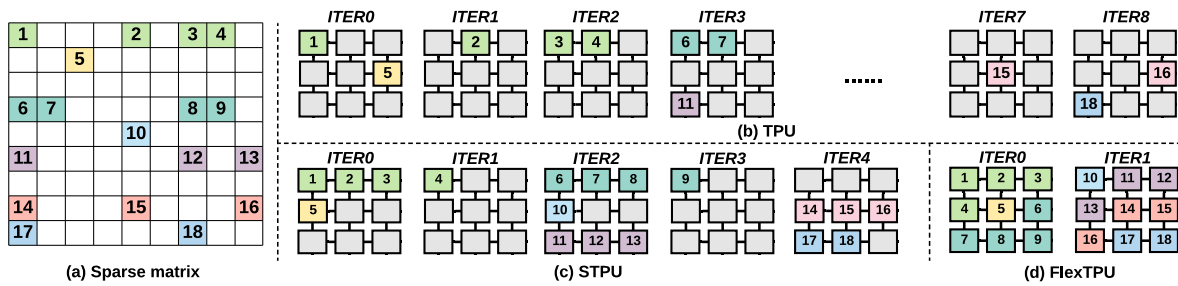 1 2 3 4
5
6 7 8 9
10
11 12 13
14 15 16
17 18
(a) Sparse matrix
ITER0 ITER1 ITER2 ITER3 ITER7 ITER8
1 2 3 4 6 7
5 ...... 15 16
11 18
(b) TPU
ITER0 ITER1 ITER2 ITER3 ITER4
1 2 3 4 6 7 8 9
5 10 14 15 16
11 12 13 17 18
(c) STPU
ITER0 ITER1
1 2 3 10 11 12
4 5 6 13 14 15
7 8 9 16 17 18
(d) FlexTPU